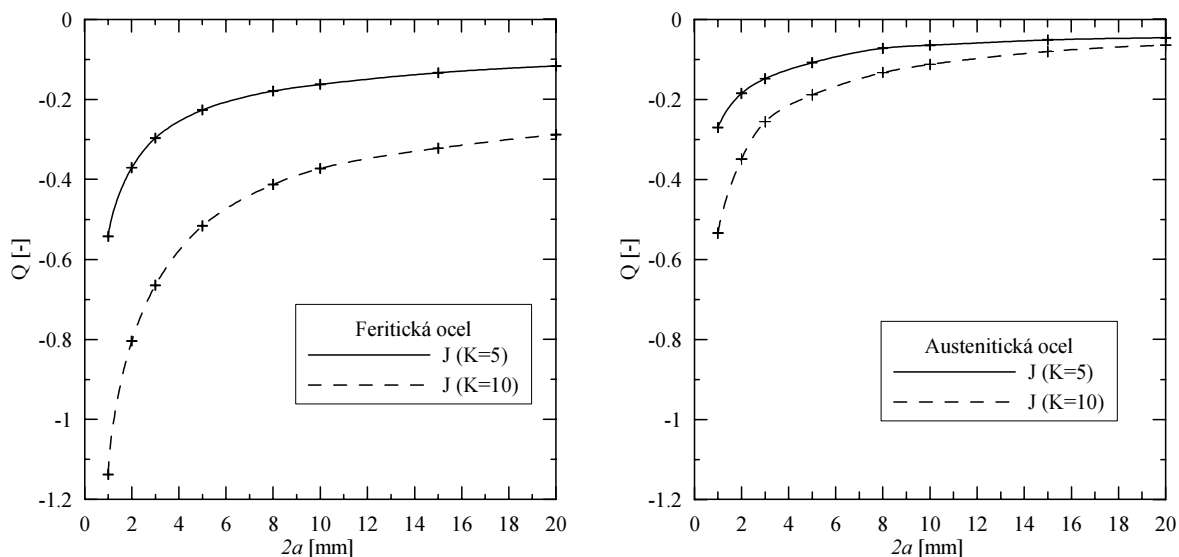 0
-0.2
-0.4
-0.6
-0.8
-1
-1.2
Q [-]
0 2 4 6 8 10 12 14 16 18 20
2a [mm]
Feritická ocel
J (K=5)
J (K=10)
0
-0.2
-0.4
-0.6
-0.8
-1
-1.2
Q [-]
0 2 4 6 8 10 12 14 16 18 20
2a [mm]
Austenitická ocel
J (K=5)
J (K=10)